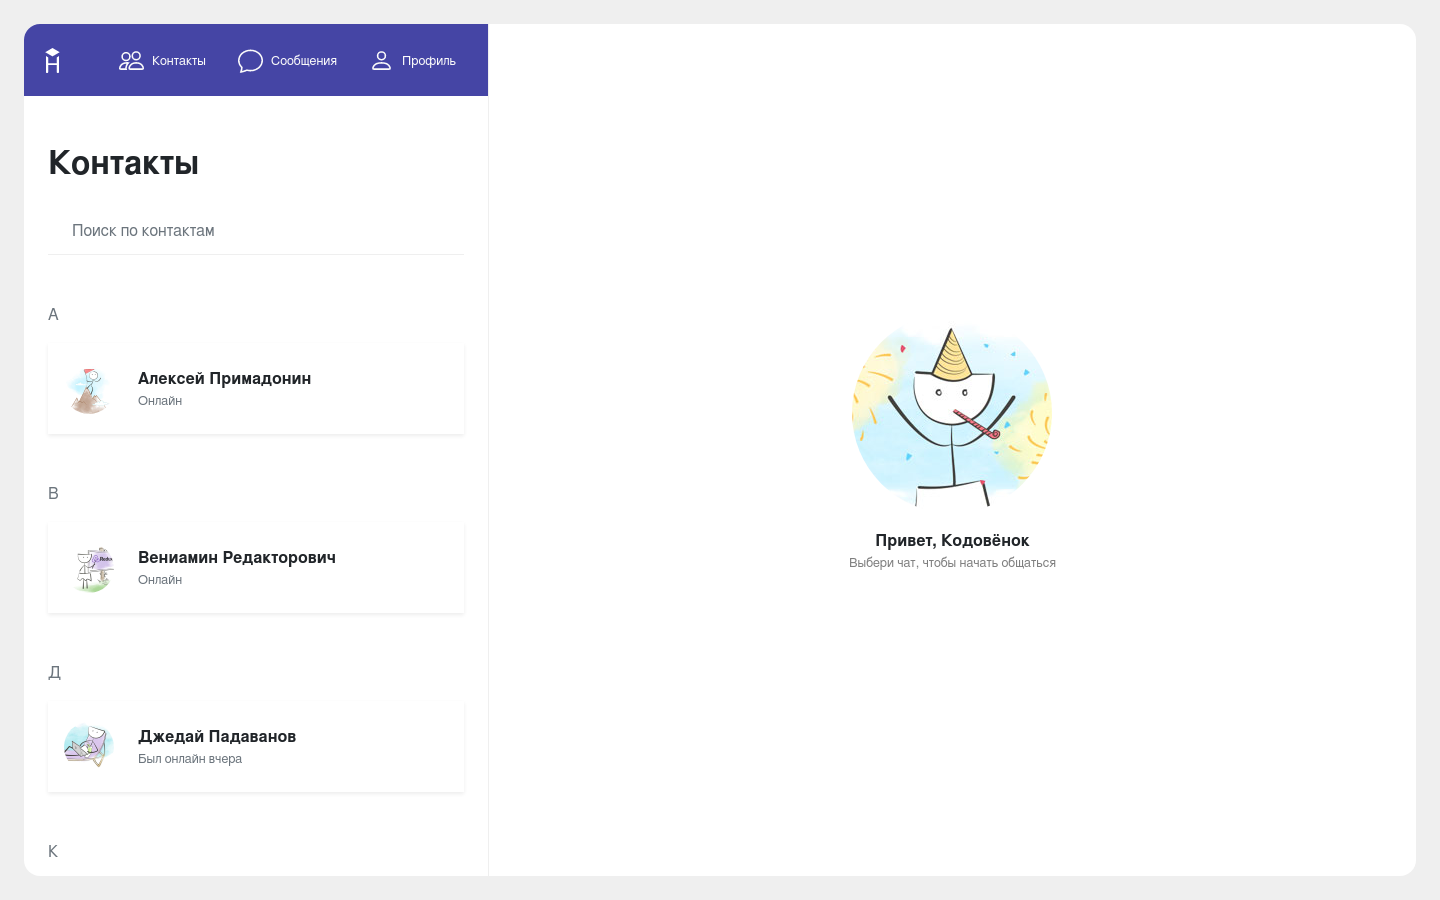 Контакты
Сообщения
Профиль
Контакты
Поиск по контактам
А
Алексей Примадонин
Онлайн
В
Вениамин Редакторович
Онлайн
Д
Джедай Падаванов
Был онлайн вчера
К
Привет, Кодовёнок
Выбери чат, чтобы начать общаться